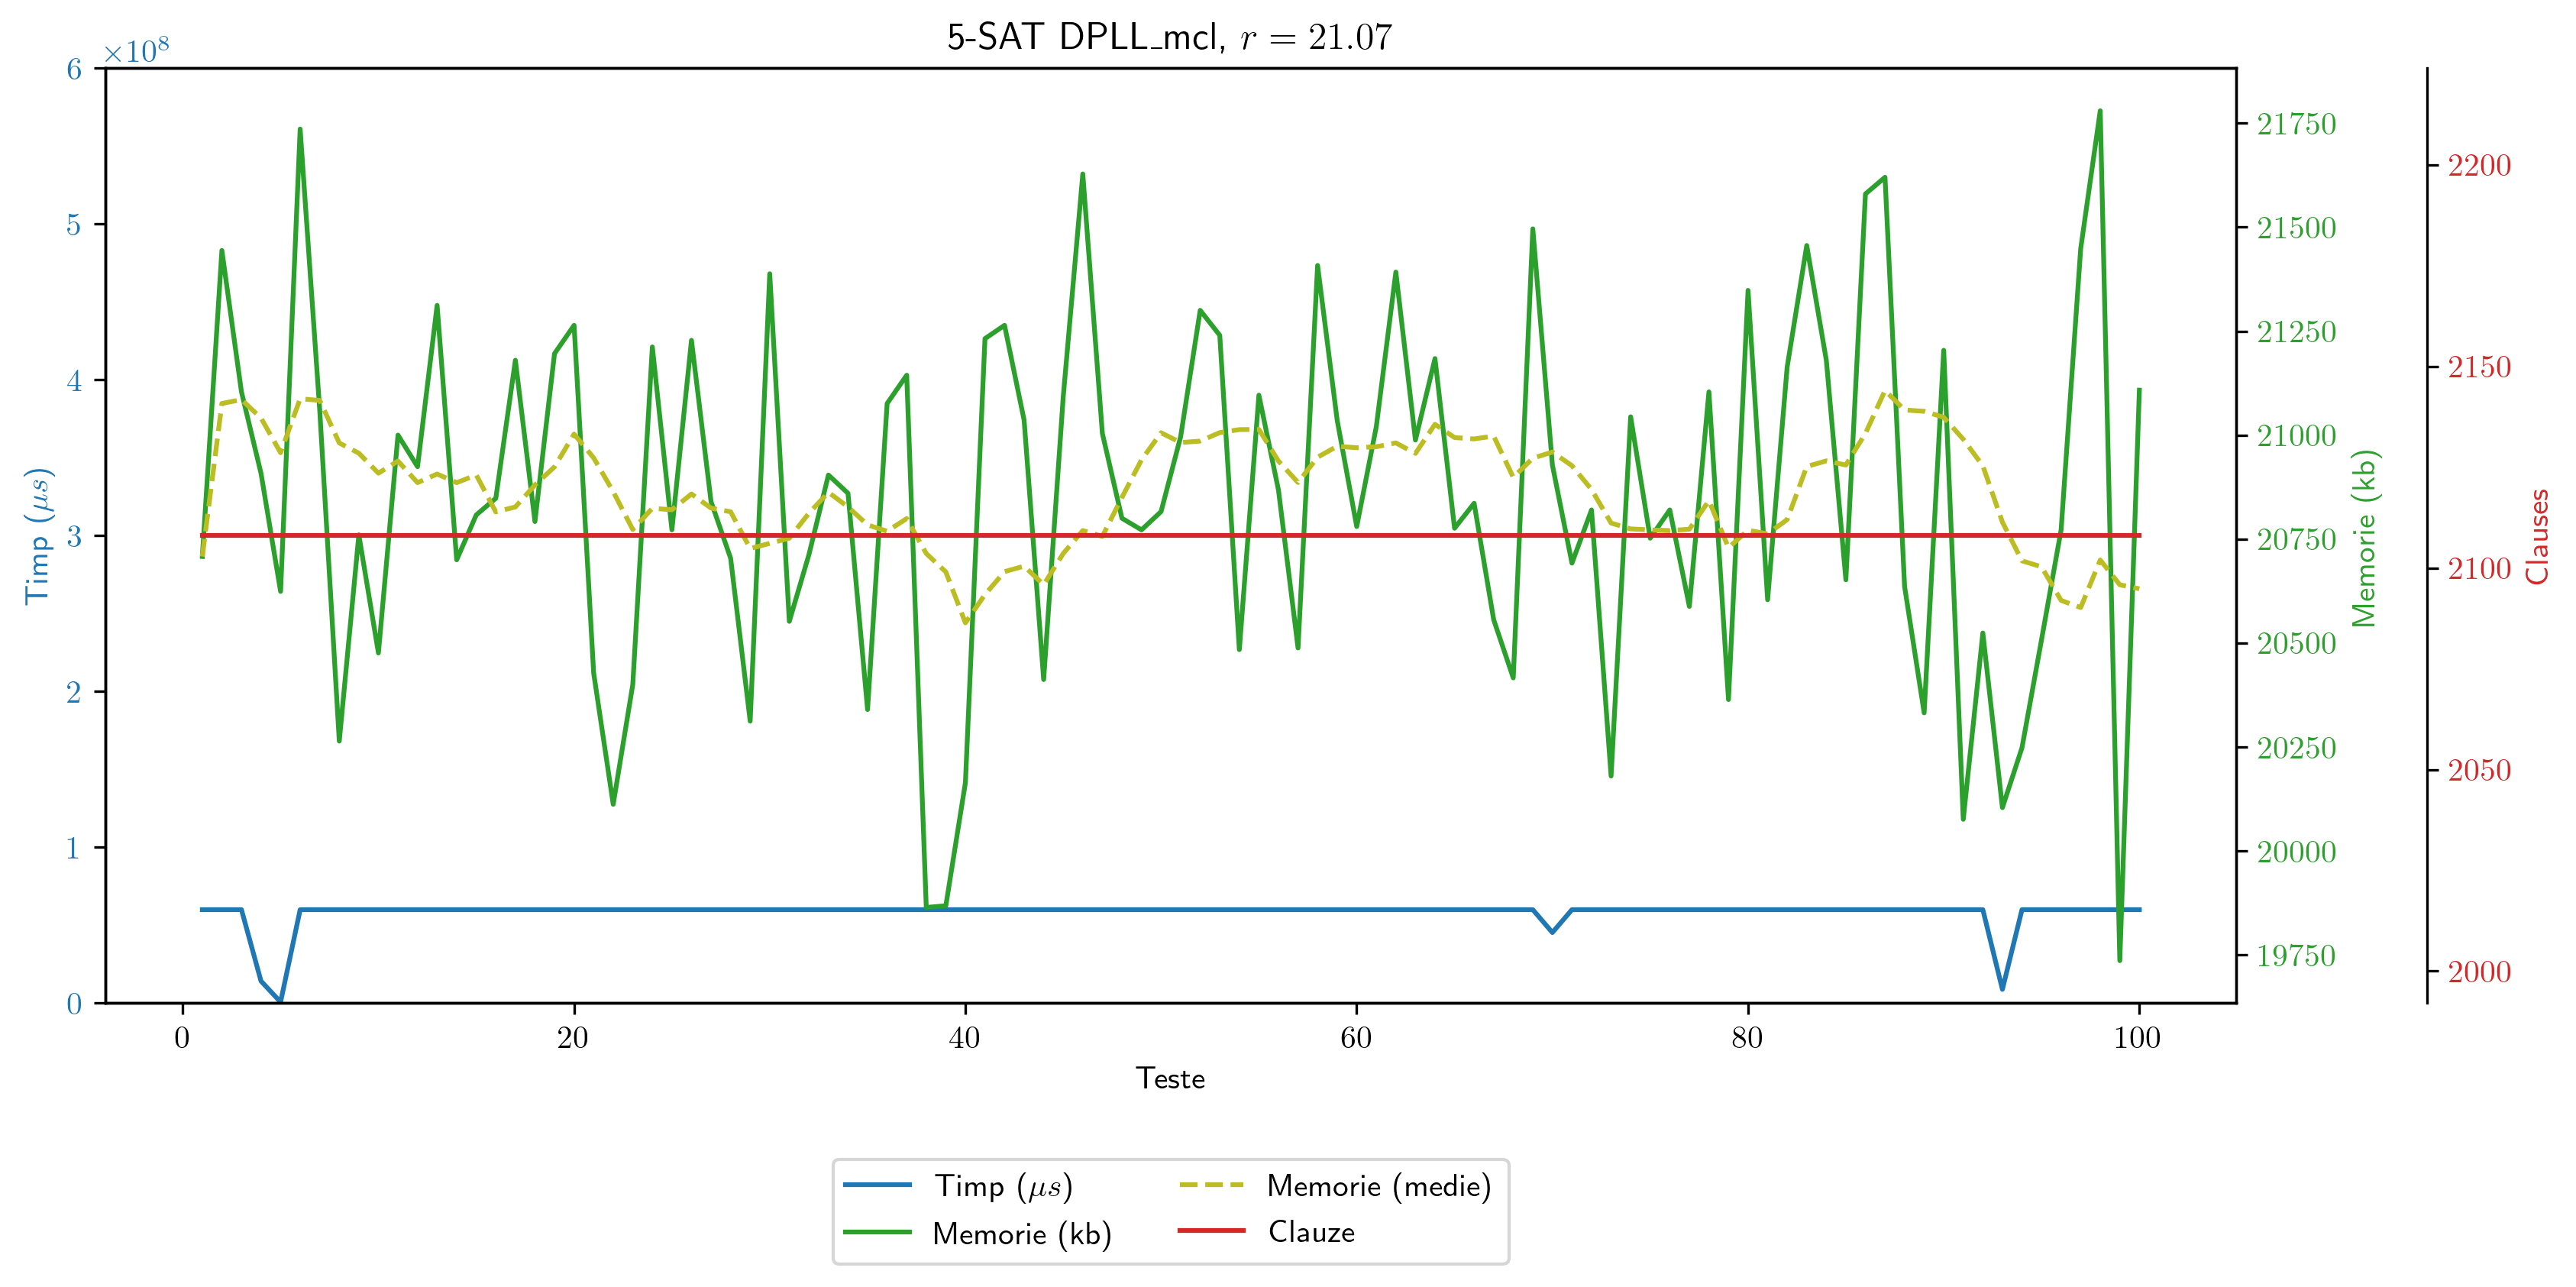 5-SAT DPLL_mcl, r = 21.07
×10⁸
6
5
4
3
2
1
0
Timp (μs)
0 20 40 60 80 100
Teste
21750
21500
21250
21000
20750
20500
20250
20000
19750
Memorie (kb)
2200
2150
2100
2050
2000
Clauses
Timp (μs)
Memorie (kb)
Memorie (medie)
Clauze